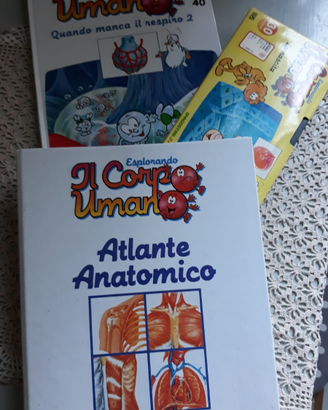 Umano
40
Quando manca il respiro 2
Esplorando
Il Corpo
Umano
Atlante
Anatomico